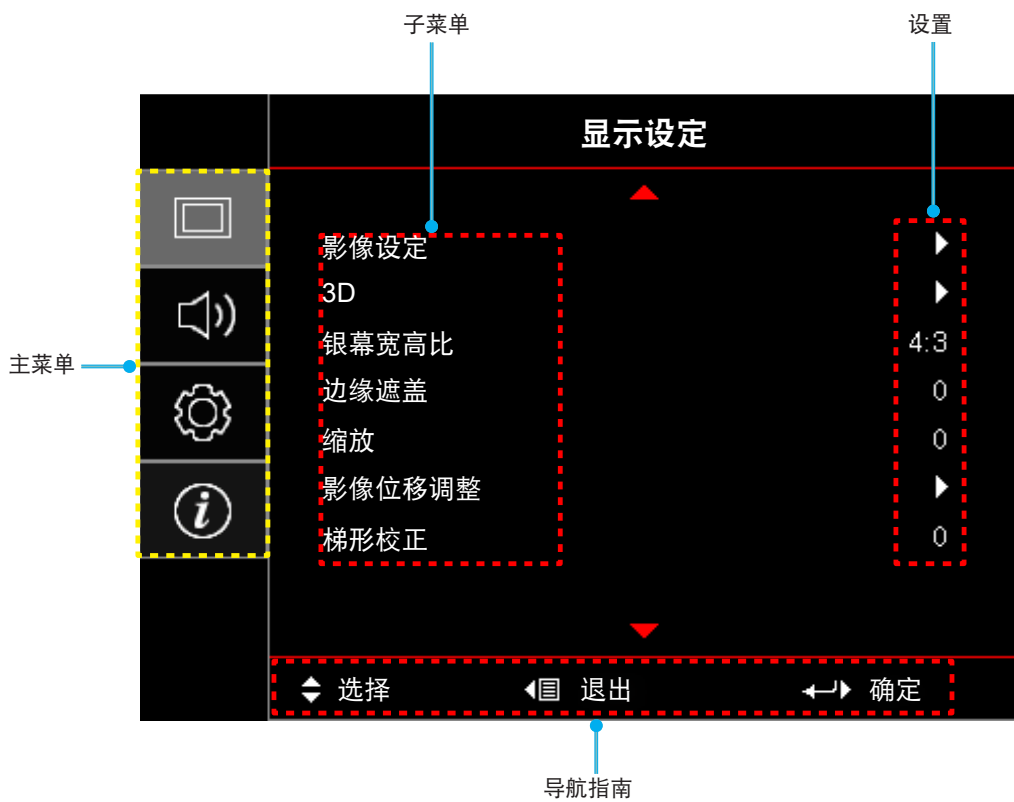 子菜单
设置
显示设定
影像设定
3D
银幕宽高比 4:3
边缘遮盖 0
缩放 0
影像位移调整
梯形校正 0
主菜单
选择 退出 确定
导航指南